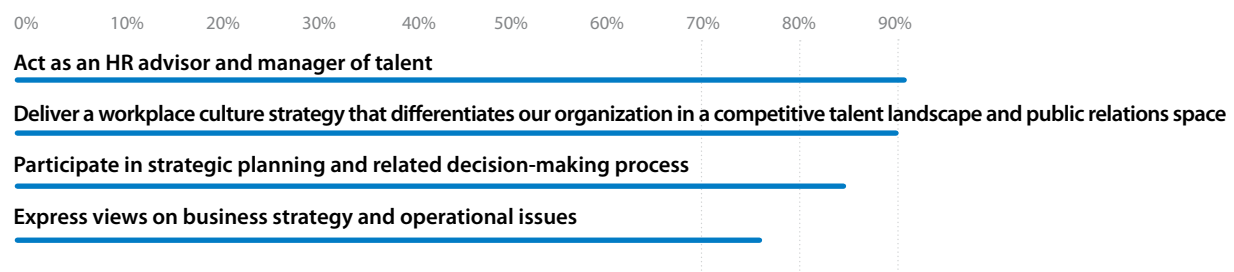 0% 10% 20% 30% 40% 50% 60% 70% 80% 90%
Act as an HR advisor and manager of talent
Deliver a workplace culture strategy that differentiates our organization in a competitive talent landscape and public relations space
Participate in strategic planning and related decision-making process
Express views on business strategy and operational issues